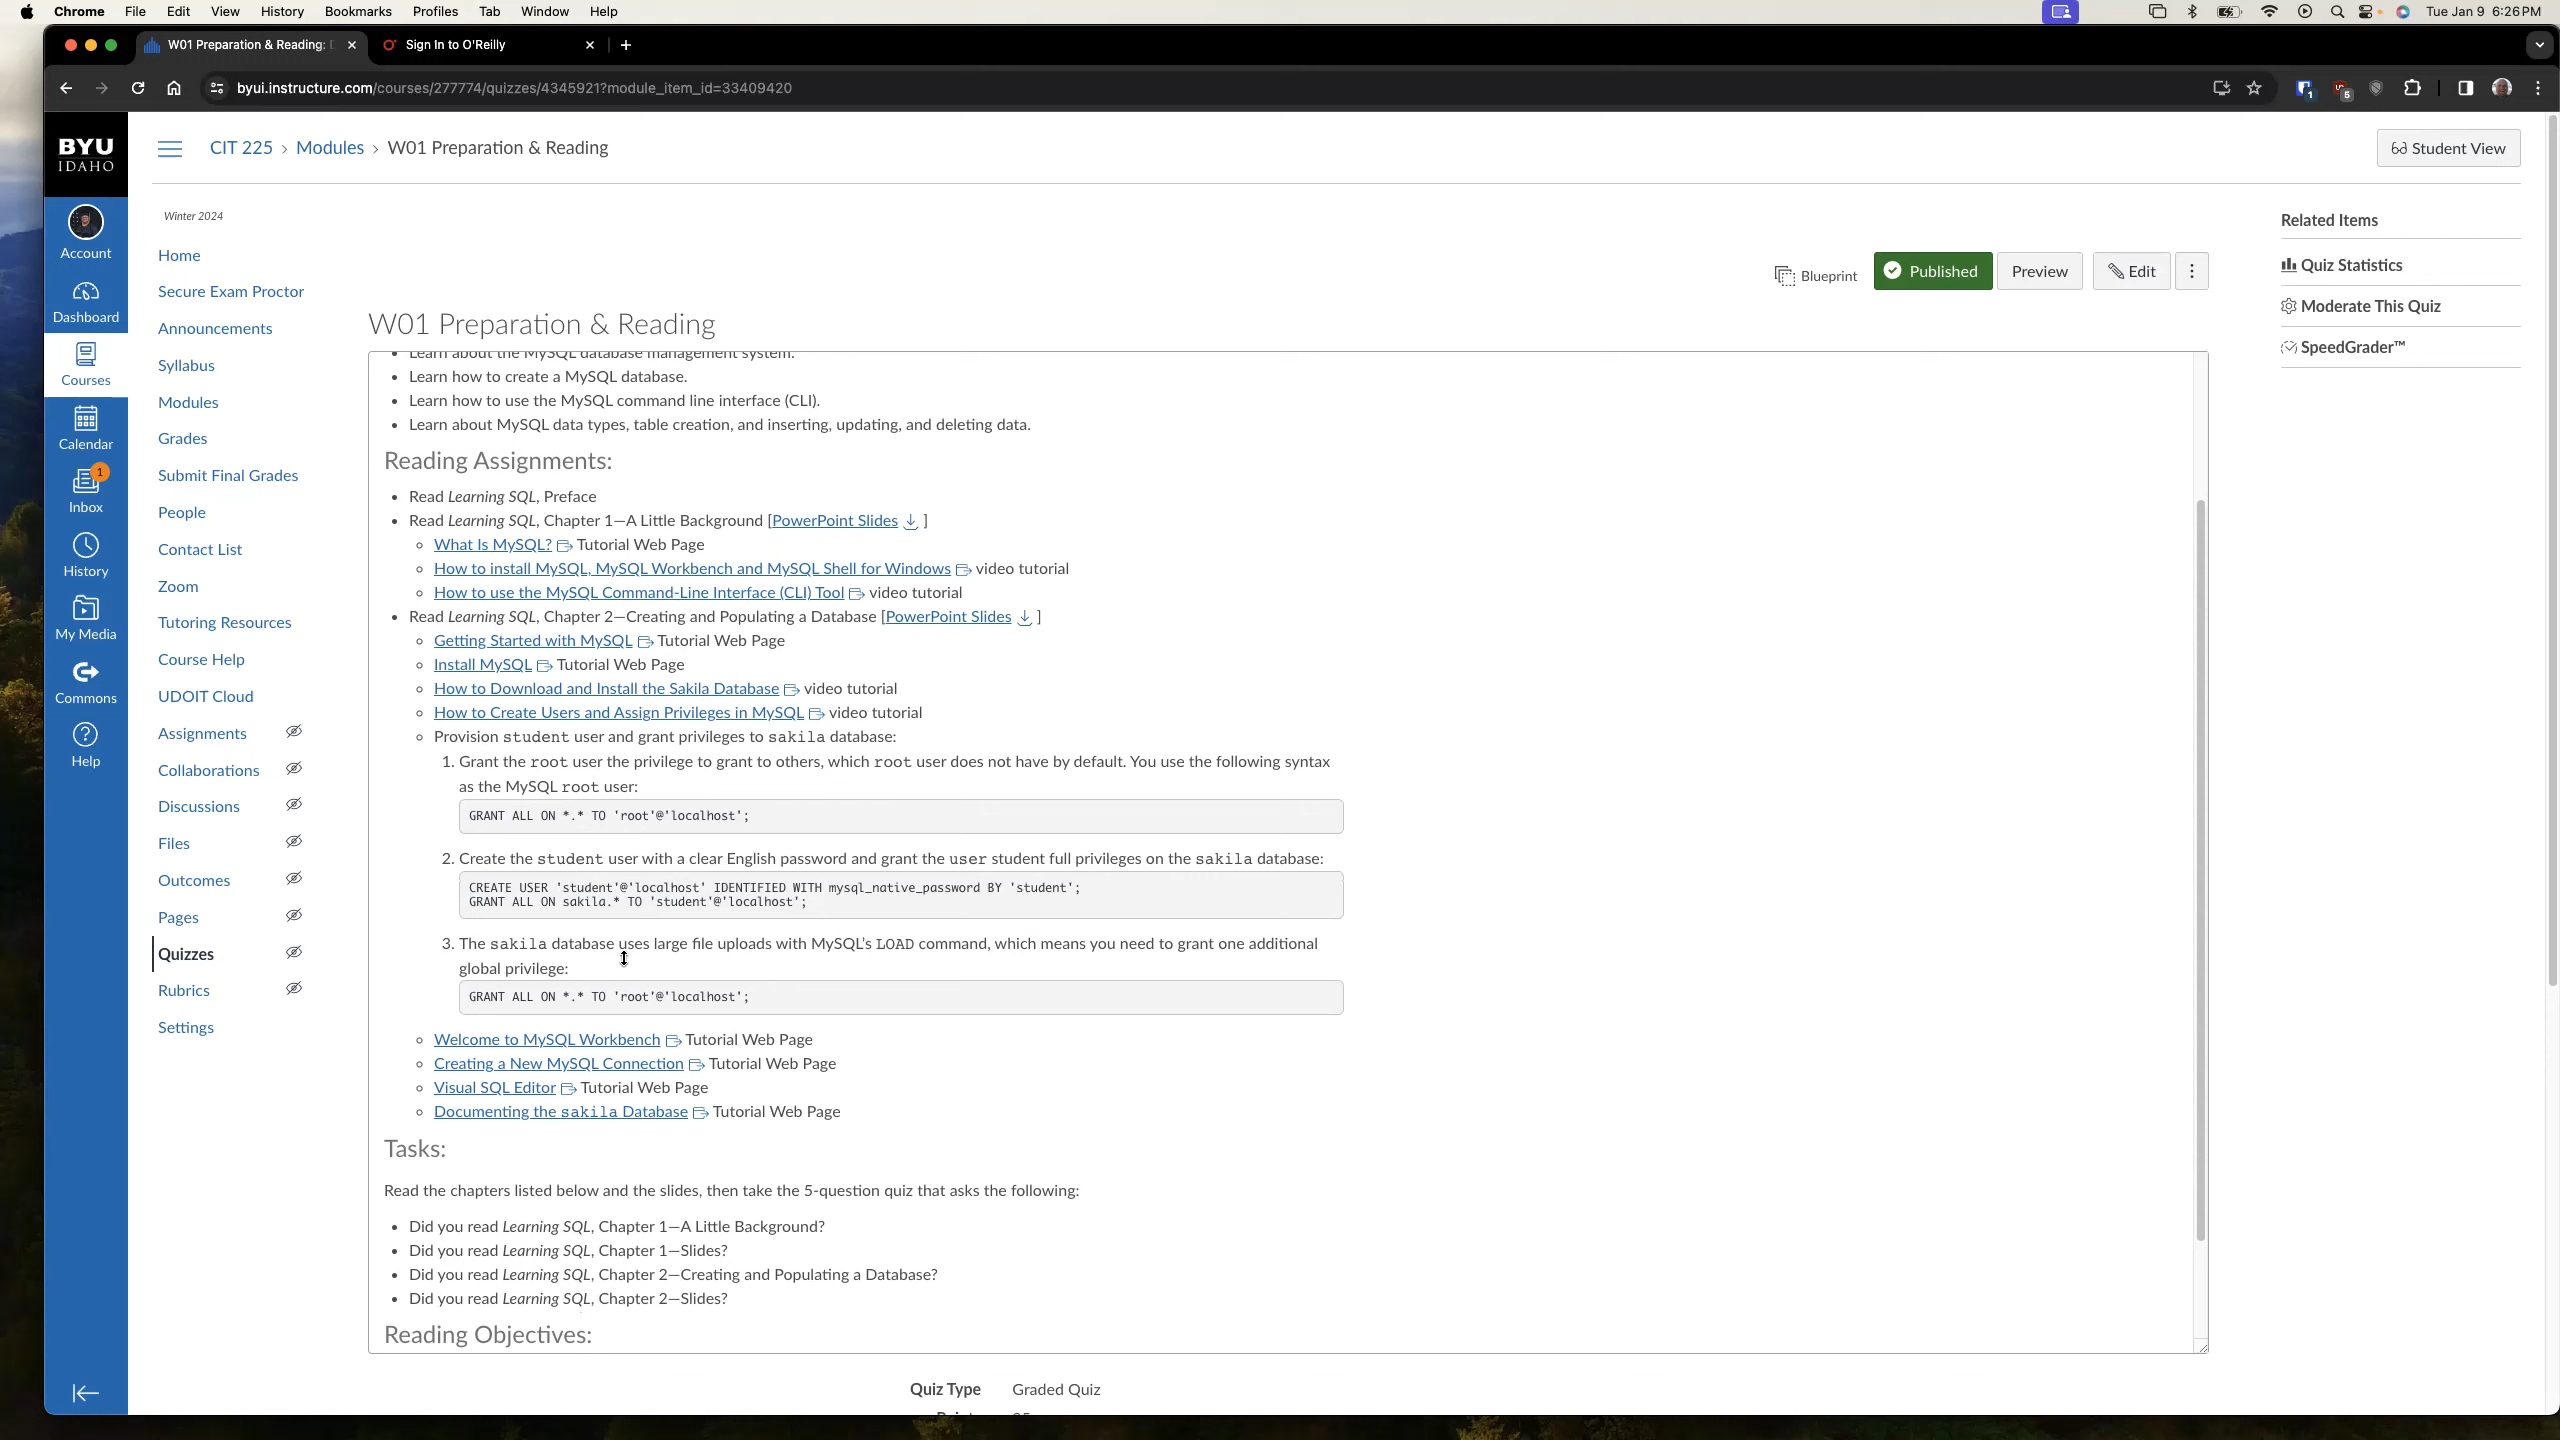 Chrome File Edit View History Bookmarks Profiles Tab Window Help
Tue Jan 9 6:26 PM
W01 Preparation & Reading:
Sign In to O'Reilly
byui.instructure.com/courses/277774/quizzes/4345921?module_item_id=33409420
1
5
BYU
IDAHO
Account
Dashboard
Courses
Calendar
1
Inbox
History
My Media
Commons
Help
CIT 225 › Modules › W01 Preparation & Reading
Student View
Winter 2024
Home
Secure Exam Proctor
Announcements
Syllabus
Modules
Grades
Submit Final Grades
People
Contact List
Zoom
Tutoring Resources
Course Help
UDOIT Cloud
Assignments
Collaborations
Discussions
Files
Outcomes
Pages
Quizzes
Rubrics
Settings
Blueprint
Published
Preview
Edit
W01 Preparation & Reading
• Learn about the MySQL database management system.
• Learn how to create a MySQL database.
• Learn how to use the MySQL command line interface (CLI).
• Learn about MySQL data types, table creation, and inserting, updating, and deleting data.
Reading Assignments:
• Read Learning SQL, Preface
• Read Learning SQL, Chapter 1—A Little Background [PowerPoint Slides ]
◦ What Is MySQL? Tutorial Web Page
◦ How to install MySQL, MySQL Workbench and MySQL Shell for Windows video tutorial
◦ How to use the MySQL Command-Line Interface (CLI) Tool video tutorial
• Read Learning SQL, Chapter 2—Creating and Populating a Database [PowerPoint Slides ]
◦ Getting Started with MySQL Tutorial Web Page
◦ Install MySQL Tutorial Web Page
◦ How to Download and Install the Sakila Database video tutorial
◦ How to Create Users and Assign Privileges in MySQL video tutorial
◦ Provision student user and grant privileges to sakila database:
1. Grant the root user the privilege to grant to others, which root user does not have by default. You use the following syntax
as the MySQL root user:
GRANT ALL ON *.* TO 'root'@'localhost';
2. Create the student user with a clear English password and grant the user student full privileges on the sakila database:
CREATE USER 'student'@'localhost' IDENTIFIED WITH mysql_native_password BY 'student';
GRANT ALL ON sakila.* TO 'student'@'localhost';
3. The sakila database uses large file uploads with MySQL's LOAD command, which means you need to grant one additional
global privilege:
GRANT ALL ON *.* TO 'root'@'localhost';
◦ Welcome to MySQL Workbench Tutorial Web Page
◦ Creating a New MySQL Connection Tutorial Web Page
◦ Visual SQL Editor Tutorial Web Page
◦ Documenting the sakila Database Tutorial Web Page
Tasks:
Read the chapters listed below and the slides, then take the 5-question quiz that asks the following:
• Did you read Learning SQL, Chapter 1—A Little Background?
• Did you read Learning SQL, Chapter 1—Slides?
• Did you read Learning SQL, Chapter 2—Creating and Populating a Database?
• Did you read Learning SQL, Chapter 2—Slides?
Reading Objectives:
Quiz Type Graded Quiz
Related Items
Quiz Statistics
Moderate This Quiz
SpeedGrader™